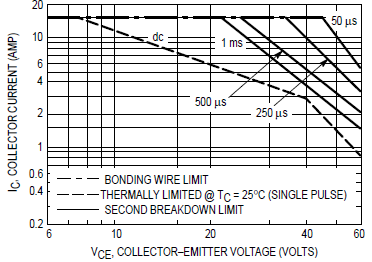 20
10
6
4
2
1
0.6
0.4
0.2
IC, COLLECTOR CURRENT (AMP)
dc
1 ms
50 µs
500 µs
250 µs
BONDING WIRE LIMIT
THERMALLY LIMITED @ TC = 25°C (SINGLE PULSE)
SECOND BREAKDOWN LIMIT
6 10 20 40 60
VCE, COLLECTOR–EMITTER VOLTAGE (VOLTS)